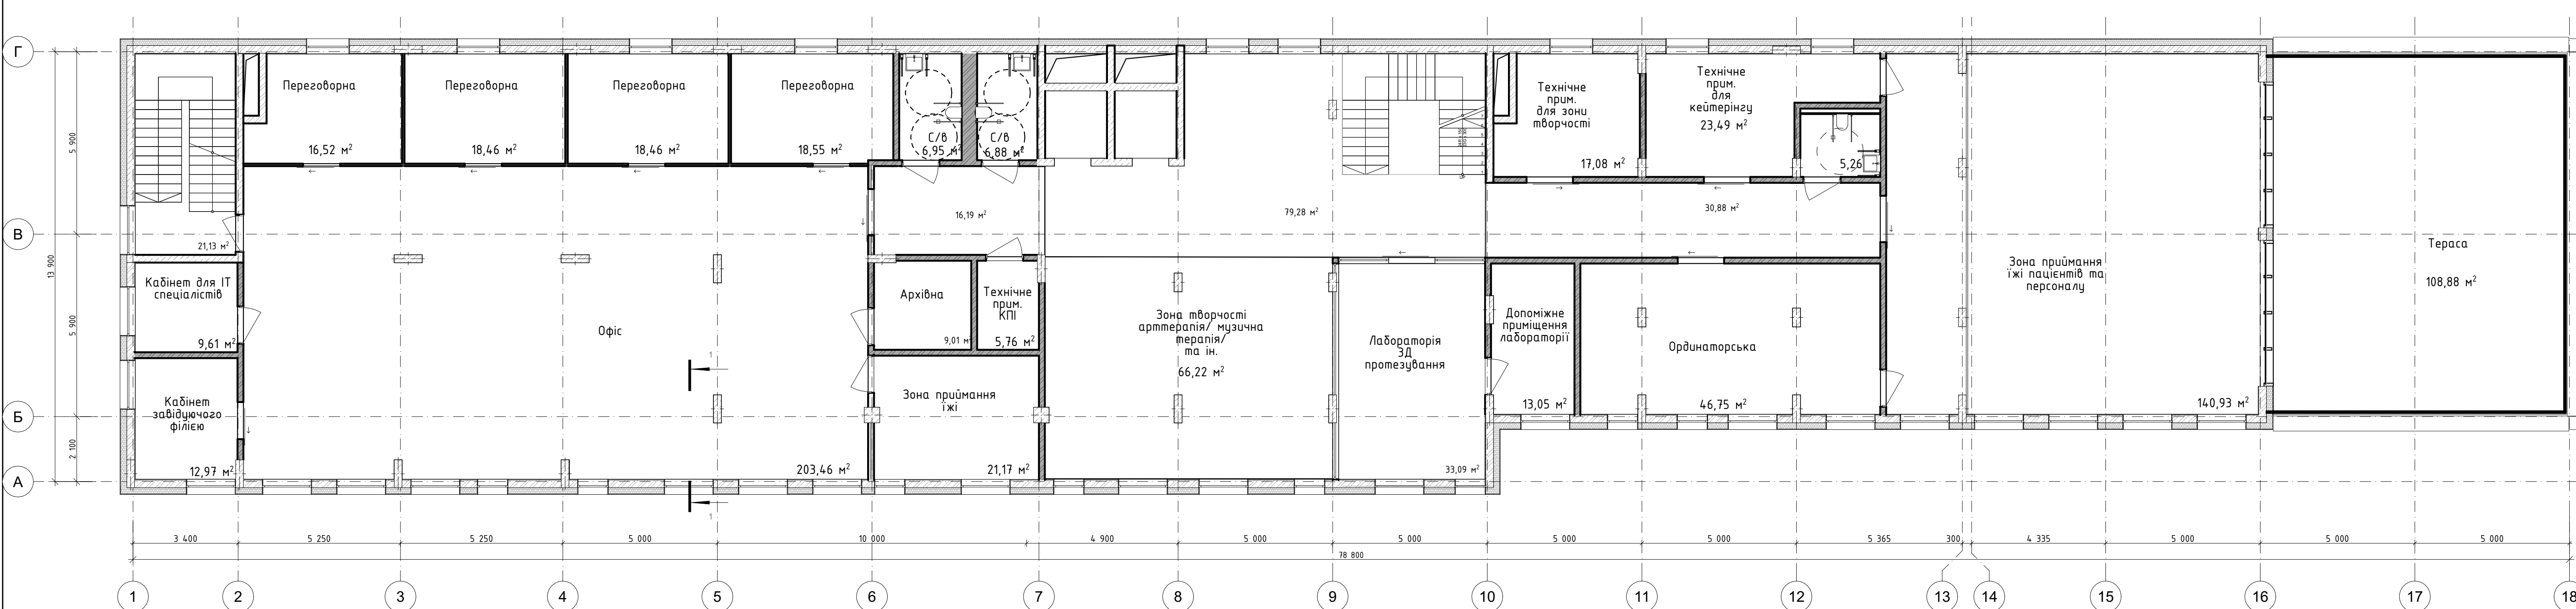 Г
В
Б
А
5 900
5 900
2 100
13 900
Переговорна
16,52 м²
Переговорна
18,46 м²
Переговорна
18,46 м²
Переговорна
18,55 м²
С/в
6,95 м²
С/в
6,88 м²
Технічне
прим.
для зони
творчості
17,08 м²
Технічне
прим.
для
кейтерінгу
23,49 м²
5,26
21,13 м²
16,19 м²
79,28 м²
30,88 м²
Кабінет для ІТ
спеціалістів
9,61 м²
Кабінет
завідуючого
філією
12,97 м²
Офіс
203,46 м²
1
1
Архівна
9,01 м²
Технічне
прим.
КПІ
5,76 м²
Зона приймання
їжі
21,17 м²
Зона творчості
арттерапія/ музична
терапія/
та ін.
66,22 м²
Лабораторія
3Д
протезування
33,09 м²
Допоміжне
приміщення
лабораторії
13,05 м²
Ординаторська
46,75 м²
Зона приймання
їжі пацієнтів та
персоналу
140,93 м²
Тераса
108,88 м²
3 400
5 250
5 250
5 000
10 000
4 900
5 000
5 000
5 000
5 000
5 365
300
4 335
5 000
5 000
5 000
78 800
1
2
3
4
5
6
7
8
9
10
11
12
13
14
15
16
17
18